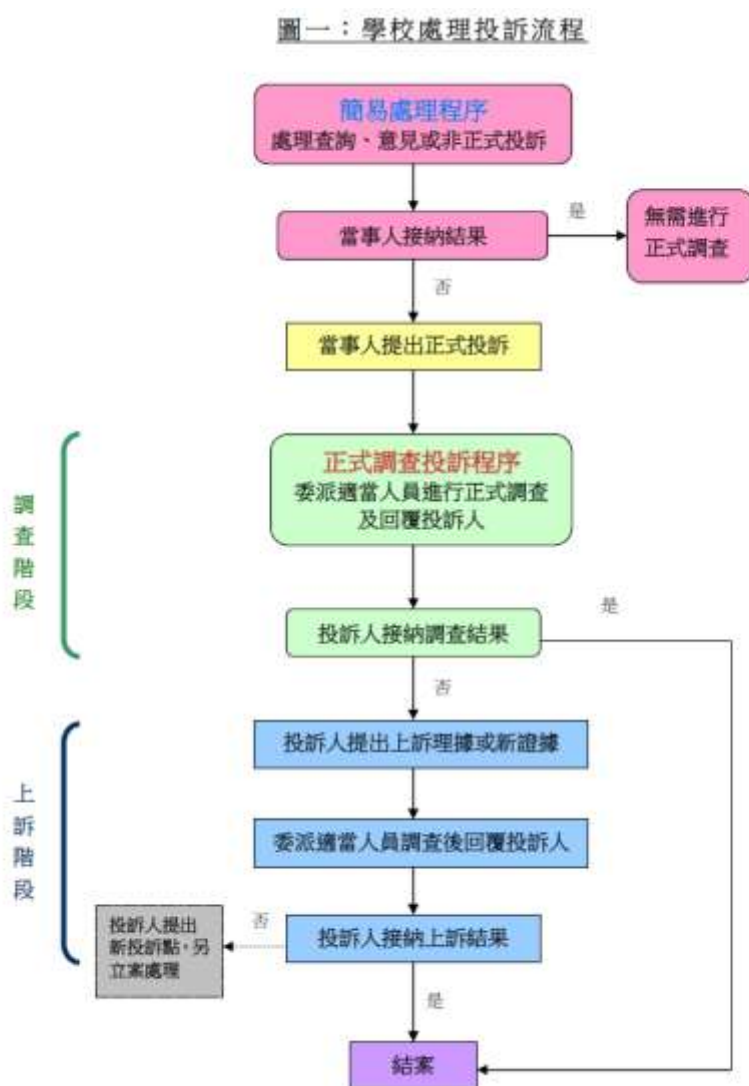 圖一：學校處理投訴流程
簡易處理程序
處理查詢、意見或非正式投訴
當事人接納結果
是
無需進行
正式調查
否
當事人提出正式投訴
調查階段
正式調查投訴程序
委派適當人員進行正式調查
及回覆投訴人
投訴人接納調查結果
是
否
上訴階段
投訴人提出上訴理據或新證據
委派適當人員調查後回覆投訴人
投訴人接納上訴結果
否
投訴人提出
新投訴點，另
立案處理
是
結案